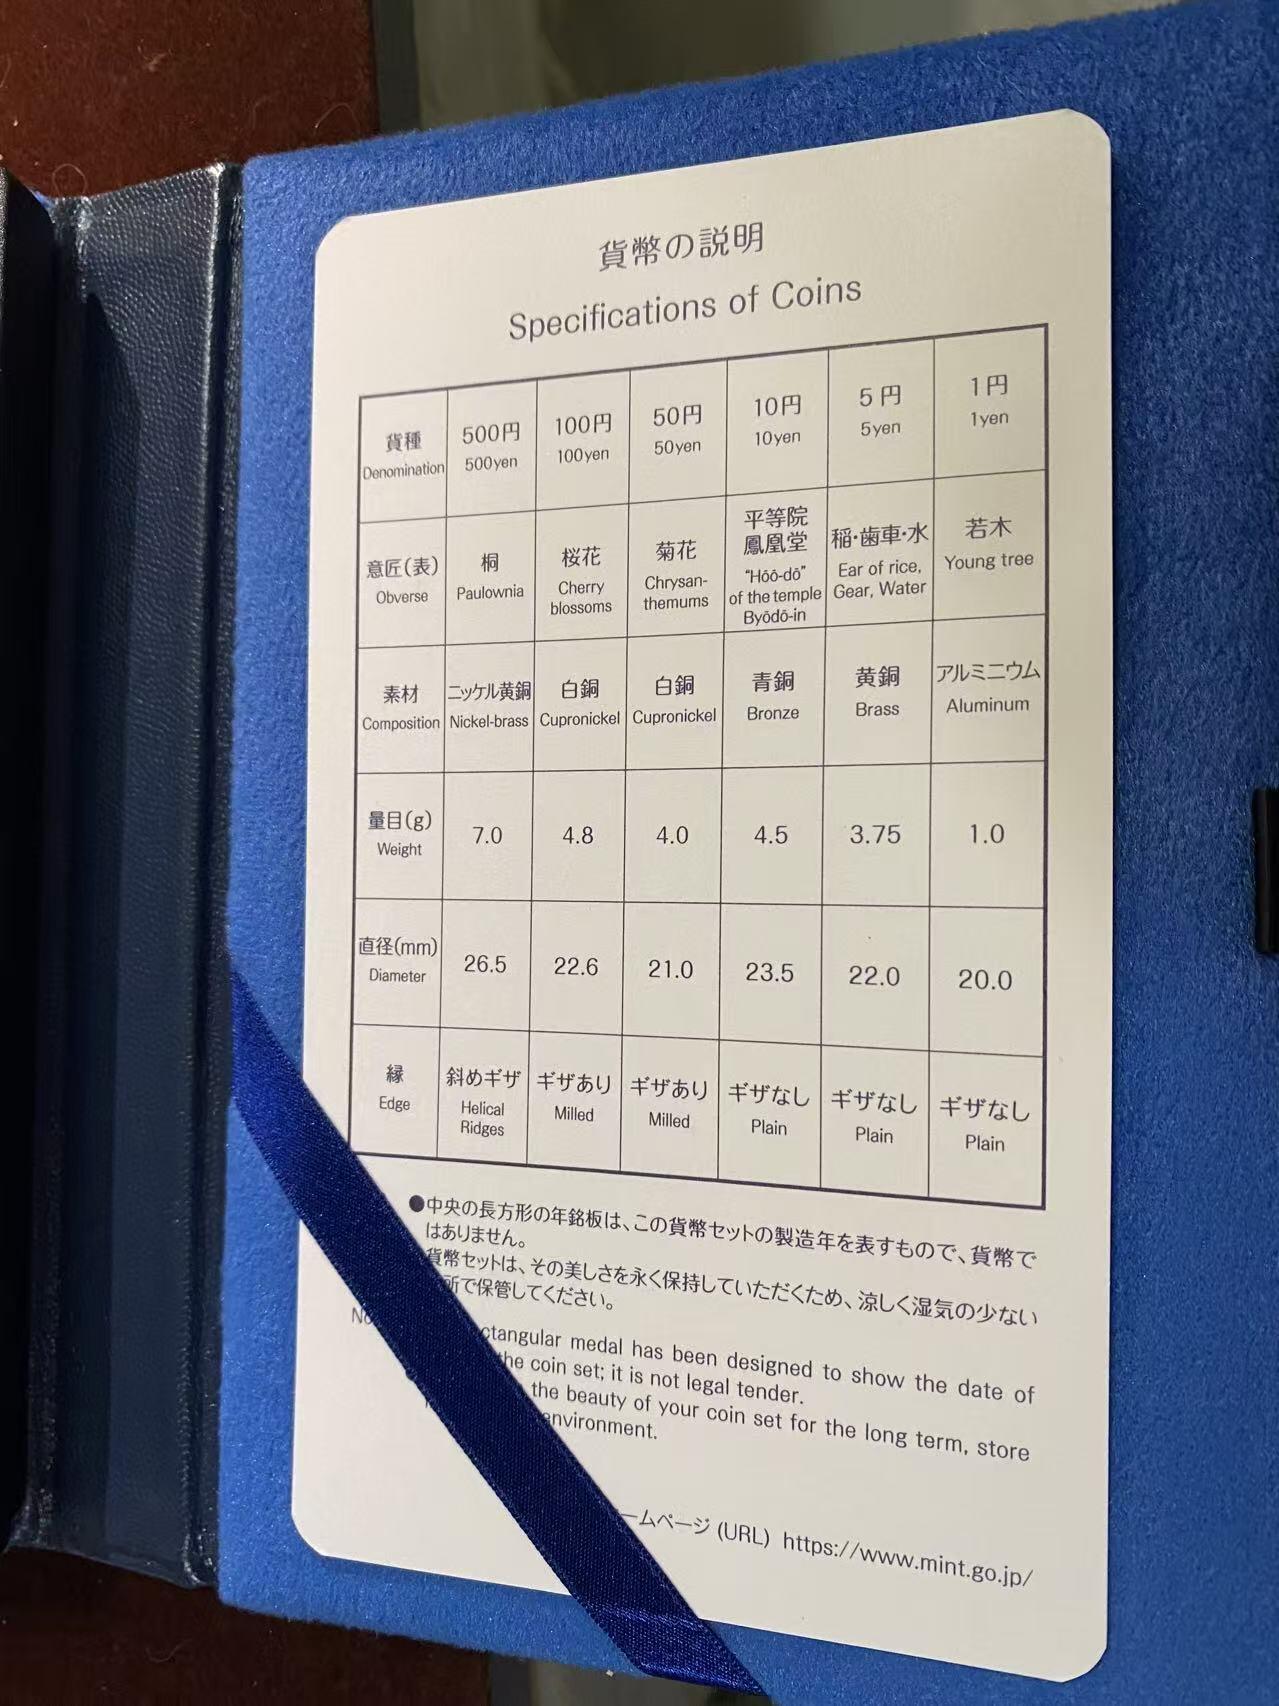 貨幣の説明
Specifications of Coins
貨種
Denomination
500円
500yen
100円
100yen
50円
50yen
10円
10yen
5円
5yen
1円
1yen
意匠(表)
Obverse
桐
Paulownia
桜花
Cherry
blossoms
菊花
Chrysan-
themums
平等院
鳳凰堂
“Hōō-dō”
of the temple
Byōdō-in
稲・歯車・水
Ear of rice,
Gear, Water
若木
Young tree
素材
Composition
ニッケル黄銅
Nickel-brass
白銅
Cupronickel
白銅
Cupronickel
青銅
Bronze
黄銅
Brass
アルミニウム
Aluminum
量目(g)
Weight
7.0
4.8
4.0
4.5
3.75
1.0
直径(mm)
Diameter
26.5
22.6
21.0
23.5
22.0
20.0
縁
Edge
斜めギザ
Helical
Ridges
ギザあり
Milled
ギザあり
Milled
ギザなし
Plain
ギザなし
Plain
ギザなし
Plain
●中央の長方形の年銘板は、この貨幣セットの製造年を表すもので、貨幣で
はありません。
貨幣セットは、その美しさを永く保持していただくため、涼しく湿気の少ない
所で保管してください。
medal has been designed to show the date of
the coin set; it is not legal tender.
the beauty of your coin set for the long term, store
environment.
ームページ (URL) https://www.mint.go.jp/